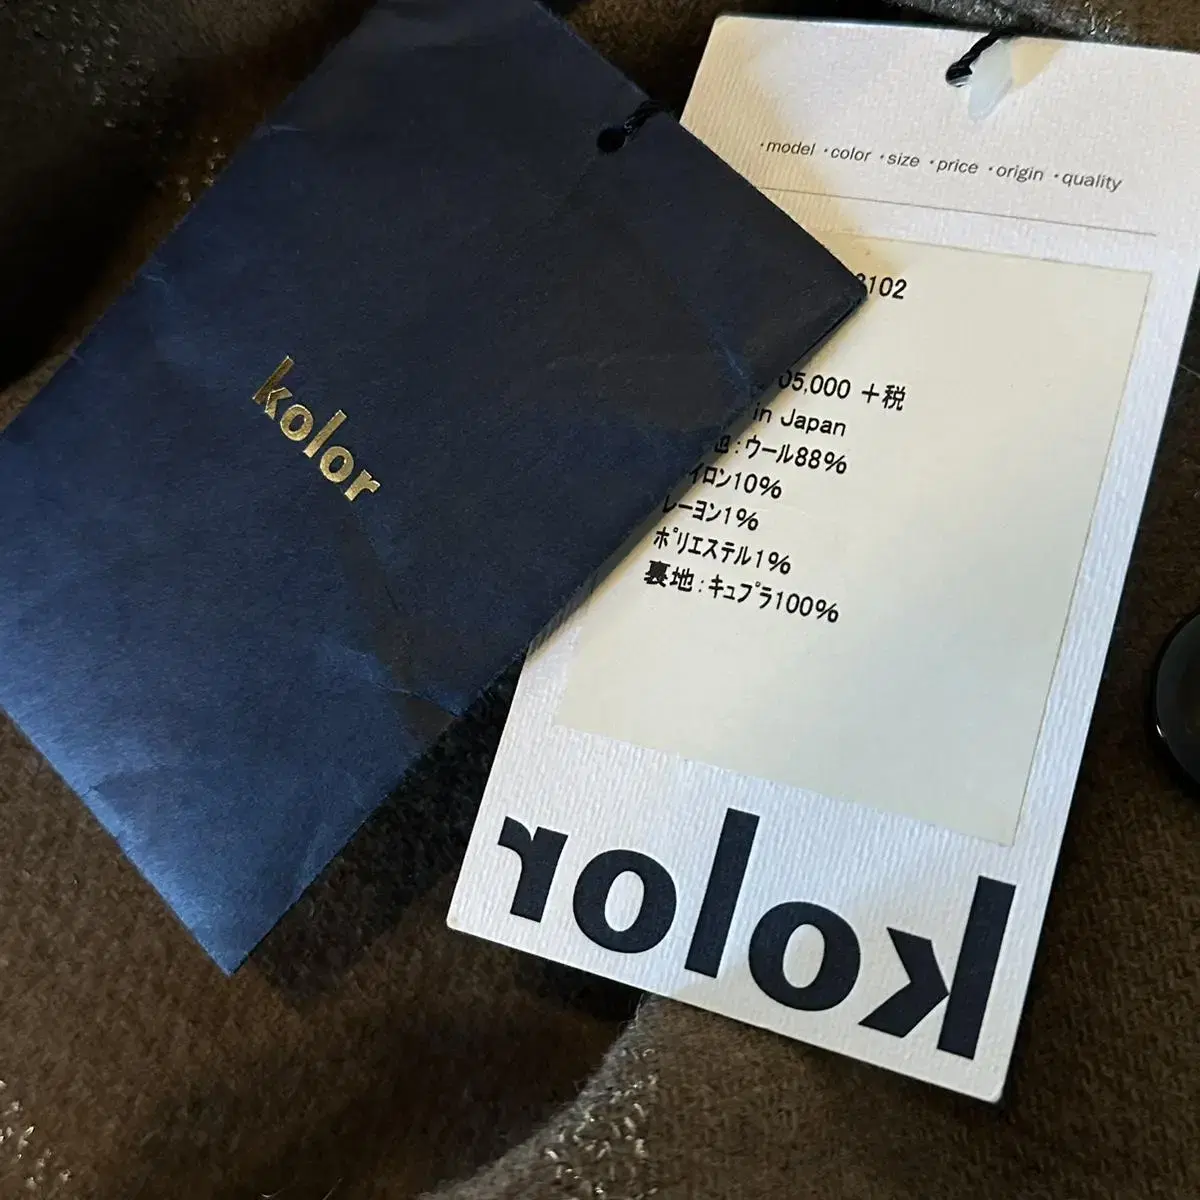 kolor
·model ·color ·size ·price ·origin ·quality
3102
05,000 +税
in Japan
地:ウール88%
イロン10%
レーヨン1%
ポリエステル1%
裏地:キュプラ100%
kolor